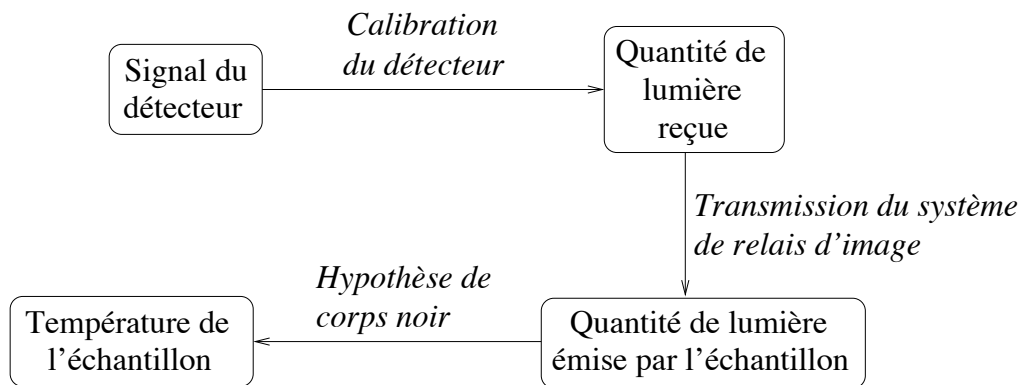 Signal du
détecteur
Calibration
du détecteur
Quantité de
lumière
reçue
Transmission du système
de relais d'image
Quantité de lumière
émise par l'échantillon
Hypothèse de
corps noir
Température de
l'échantillon